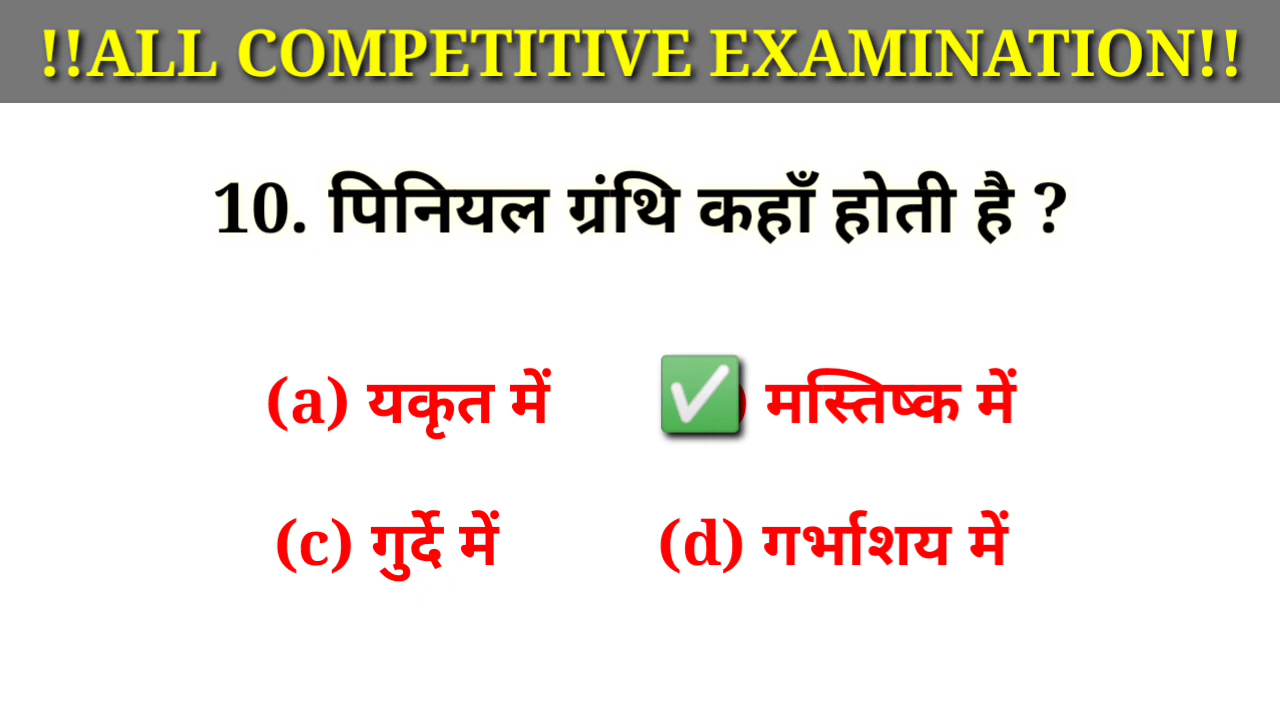 !!ALL COMPETITIVE EXAMINATION!!
10. पिनियल ग्रंथि कहाँ होती है ?
(a) यकृत में ✅) मस्तिष्क में
(c) गुर्दे में (d) गर्भाशय में